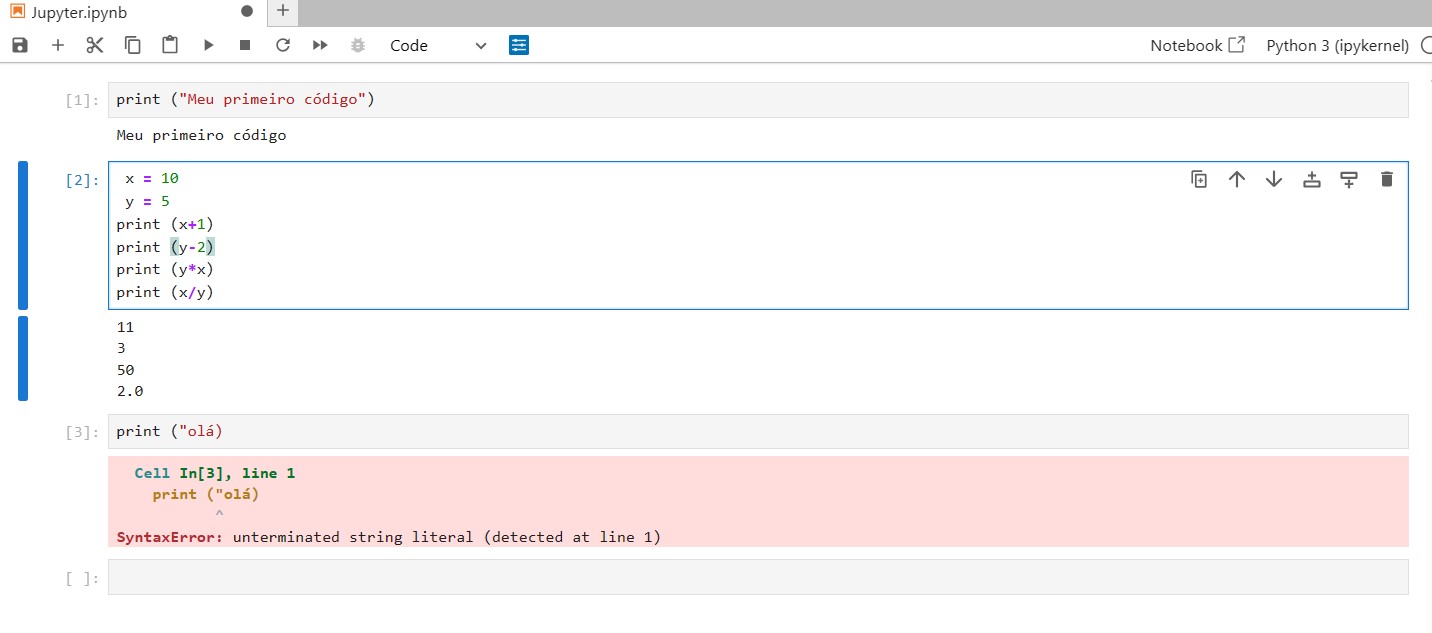 Jupyter.ipynb
Code
Notebook
Python 3 (ipykernel)
[1]:
print ("Meu primeiro código")
Meu primeiro código
[2]:
x = 10
y = 5
print (x+1)
print (y-2)
print (y*x)
print (x/y)
11
3
50
2.0
[3]:
print ("olá)
Cell In[3], line 1
print ("olá)
^
SyntaxError: unterminated string literal (detected at line 1)
[ ]: